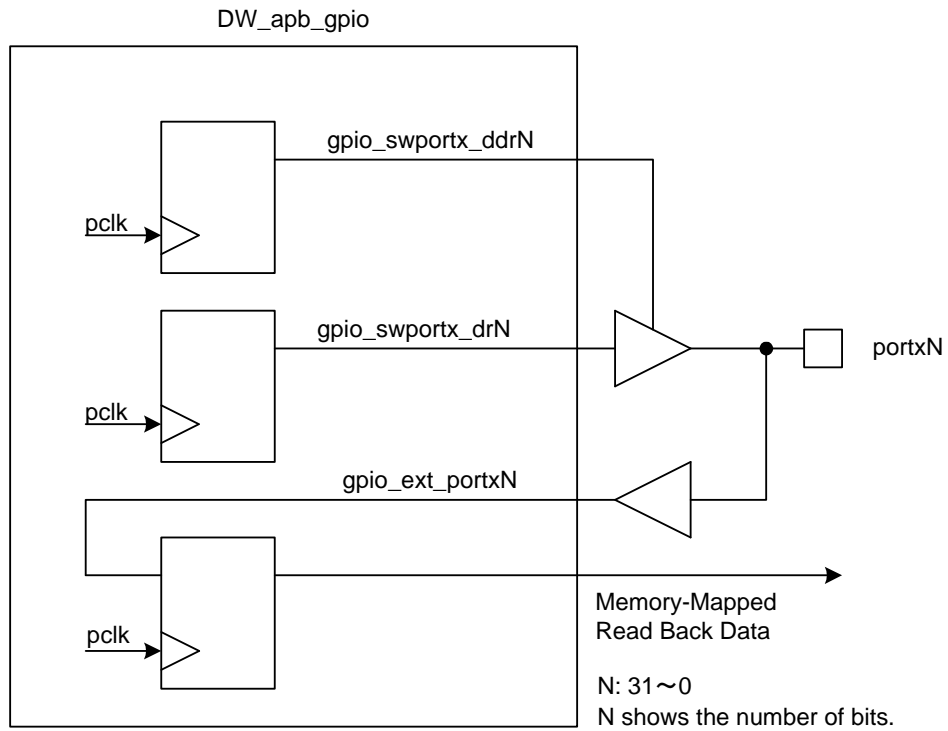 DW_apb_gpio
gpio_swportx_ddrN
pclk
gpio_swportx_drN
portxN
pclk
gpio_ext_portxN
Memory-Mapped
Read Back Data
pclk
N: 31～0
N shows the number of bits.